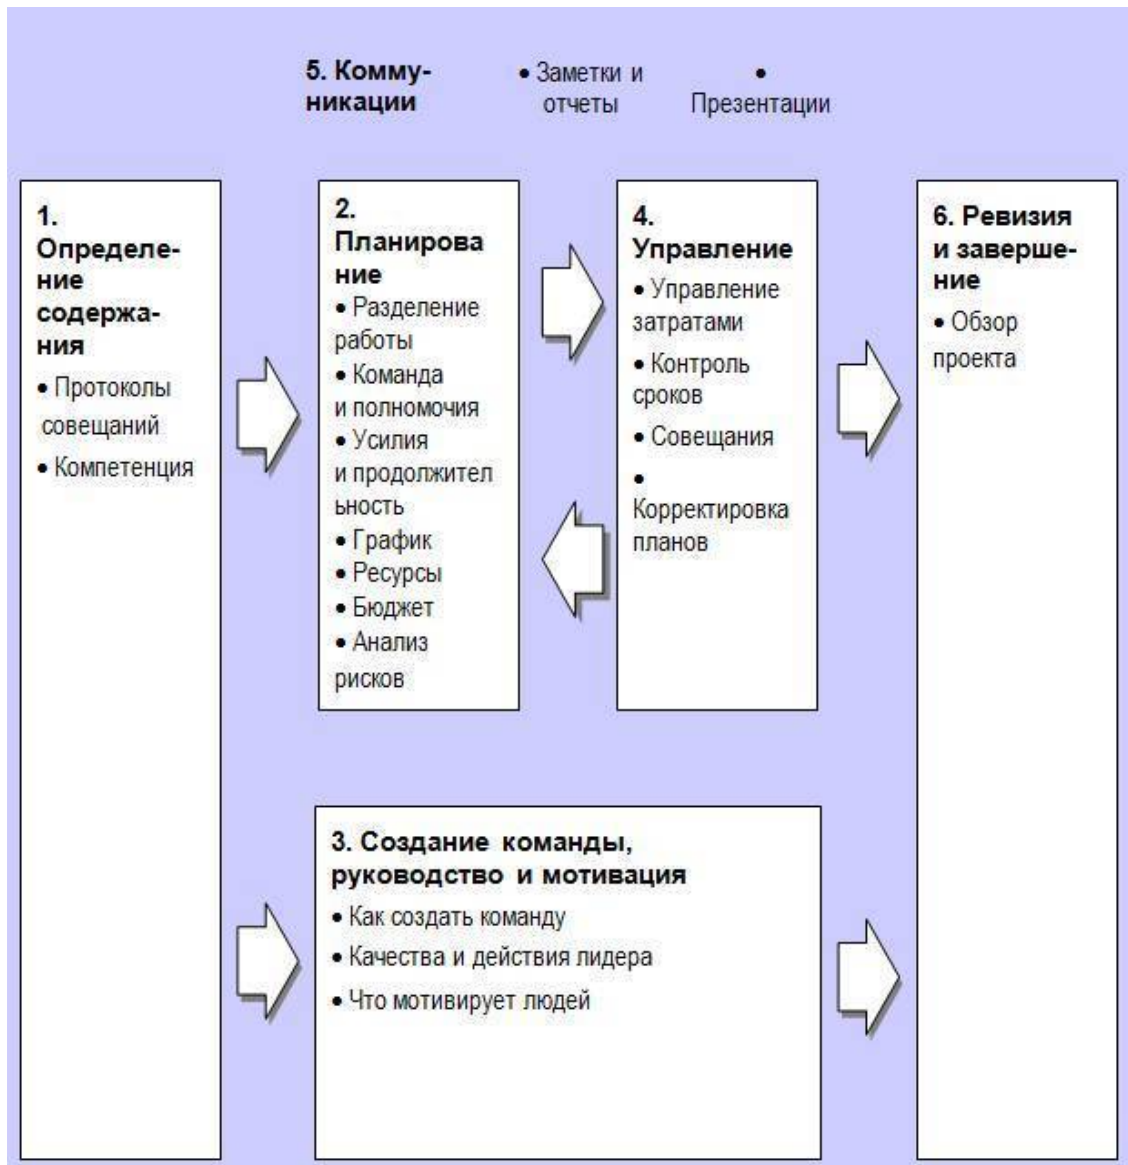 5. Комму-
никации
• Заметки и
отчеты
•
Презентации
1.
Определе-
ние
содержа-
ния
• Протоколы
совещаний
• Компетенция
2.
Планирова
ние
• Разделение
работы
• Команда
и полномочия
• Усилия
и продолжител
ьность
• График
• Ресурсы
• Бюджет
• Анализ
рисков
4.
Управление
• Управление
затратами
• Контроль
сроков
• Совещания
•
Корректировка
планов
6. Ревизия
и заверше-
ние
• Обзор
проекта
3. Создание команды,
руководство и мотивация
• Как создать команду
• Качества и действия лидера
• Что мотивирует людей